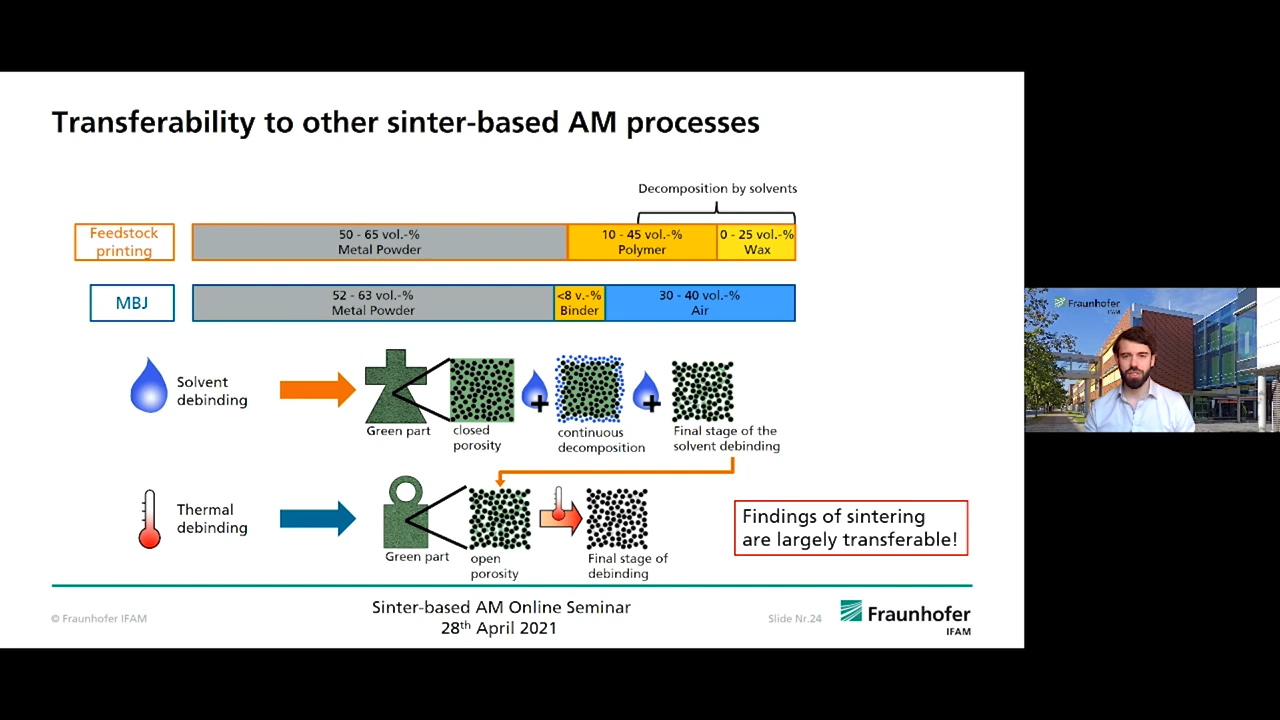 Transferability to other sinter-based AM processes
Decomposition by solvents
Feedstock
printing
50 - 65 vol.-%
Metal Powder
10 - 45 vol.-%
Polymer
0 - 25 vol.-%
Wax
MBJ
52 - 63 vol.-%
Metal Powder
<8 v.-%
Binder
30 - 40 vol.-%
Air
Solvent
debinding
Green part
closed
porosity
continuous
decomposition
Final stage of the
solvent debinding
Thermal
debinding
Green part
open
porosity
Final stage of
debinding
Findings of sintering
are largely transferable!
© Fraunhofer IFAM
Sinter-based AM Online Seminar
28th April 2021
Slide Nr.24
Fraunhofer
IFAM
Fraunhofer
IFAM